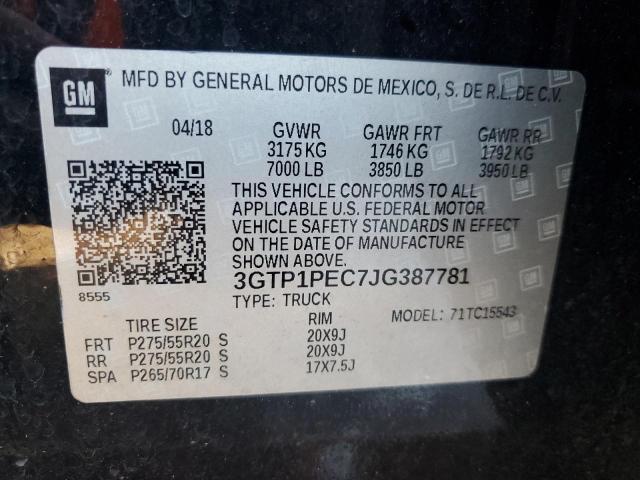 GM
MFD BY GENERAL MOTORS DE MEXICO, S. DE R.L. DE C.V.
04/18 GVWR GAWR FRT GAWR RR
3175 KG 1746 KG 1792 KG
7000 LB 3850 LB 3950 LB
THIS VEHICLE CONFORMS TO ALL
APPLICABLE U.S. FEDERAL MOTOR
VEHICLE SAFETY STANDARDS IN EFFECT
ON THE DATE OF MANUFACTURE
SHOWN ABOVE.
8555
3GTP1PEC7JG387781
TYPE: TRUCK
MODEL: 71TC15543
TIRE SIZE RIM
FRT P275/55R20 S 20X9J
RR P275/55R20 S 20X9J
SPA P265/70R17 S 17X7.5J